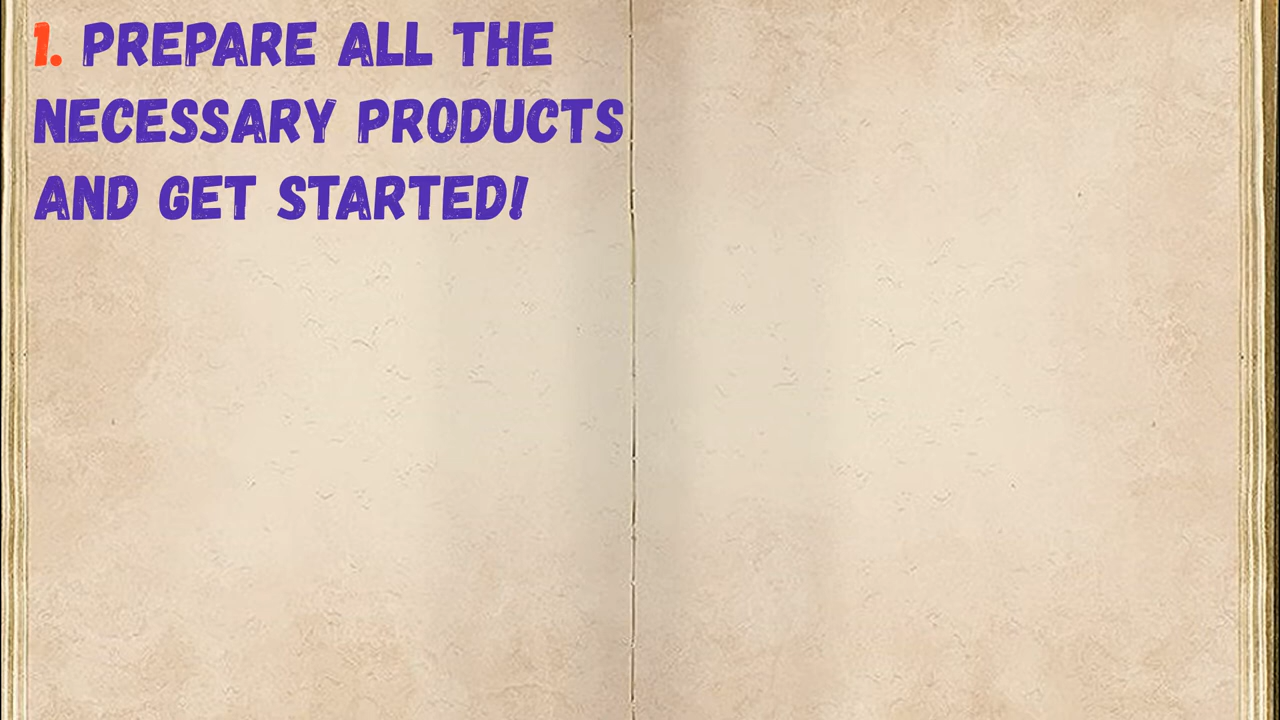 1. PREPARE ALL THE
NECESSARY PRODUCTS
AND GET STARTED!